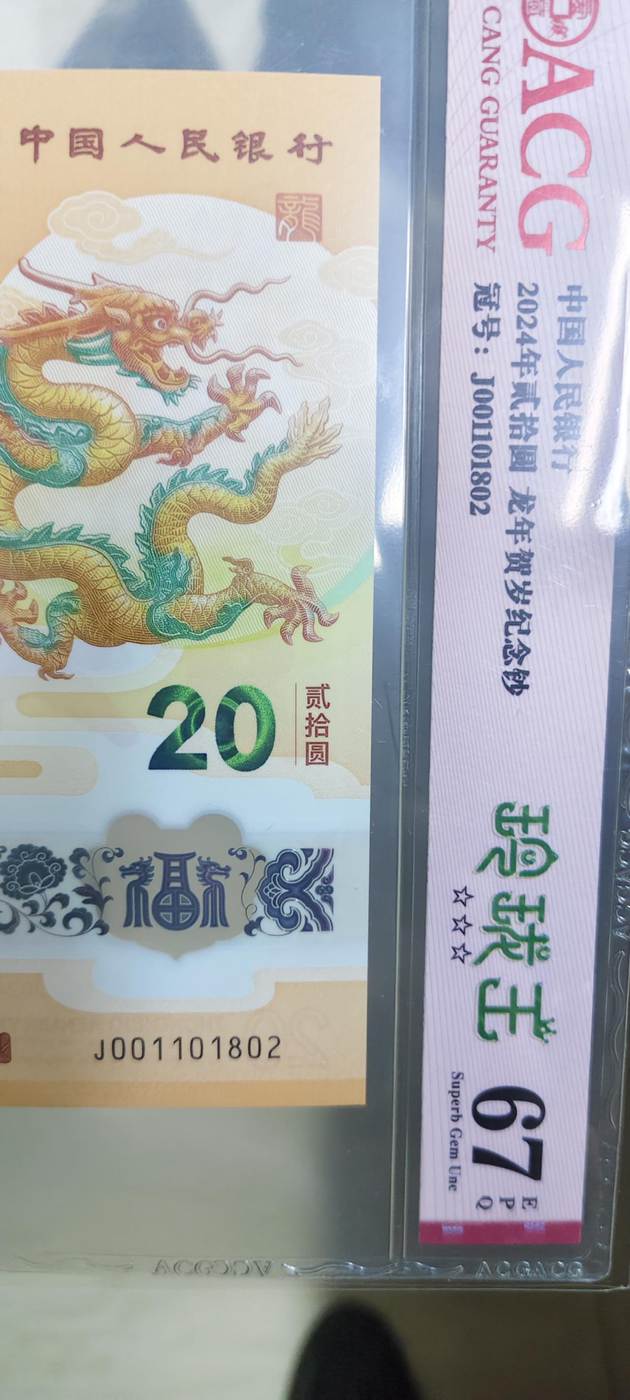 中国人民银行
龍
20
贰拾圆
福
J001101802
ACG
CANG GUARANTY
中国人民银行
2024年贰拾圆 龙年贺岁纪念钞
冠号：J001101802
☆☆☆
67 EPQ
Superb Gem Unc
ACGACG